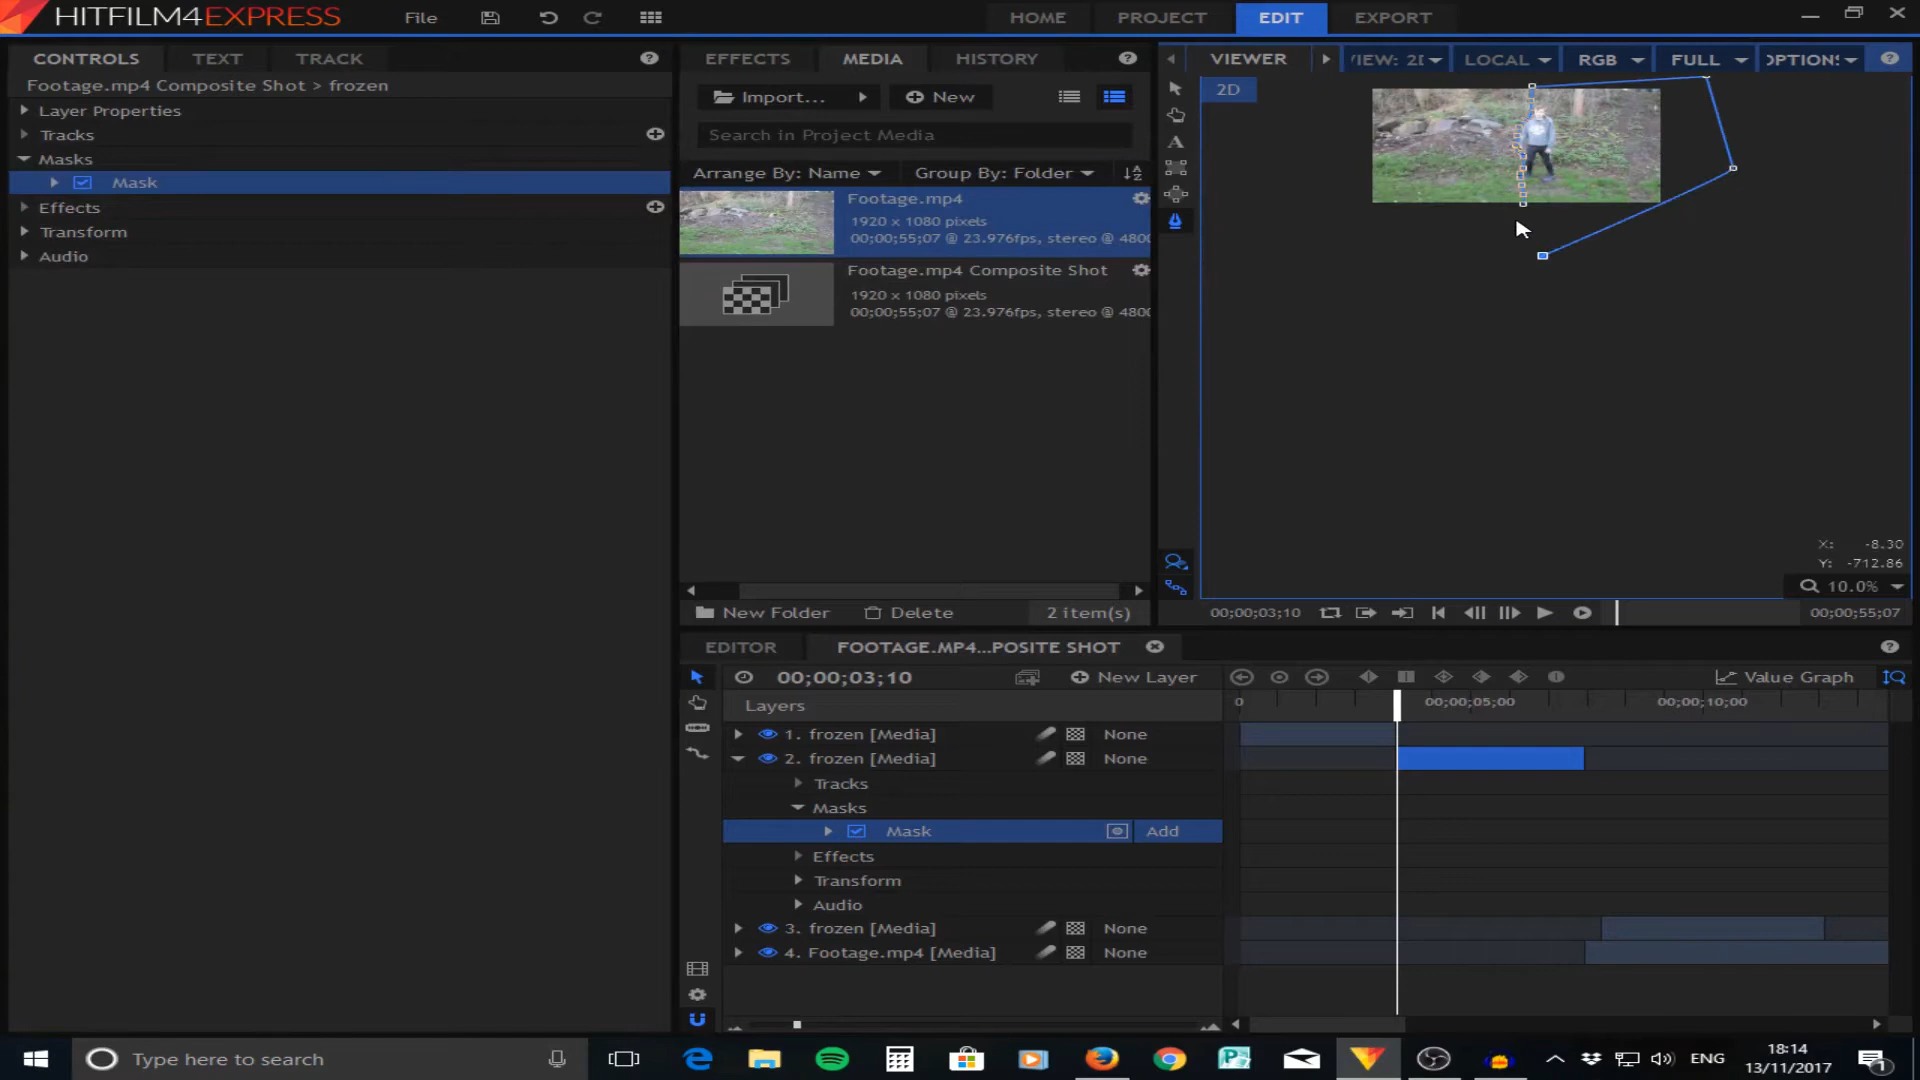 HITFILM4EXPRESS
File
HOME
PROJECT
EDIT
EXPORT
CONTROLS
TEXT
TRACK
Footage.mp4 Composite Shot > frozen
Layer Properties
Tracks
Masks
Mask
Effects
Transform
Audio
EFFECTS
MEDIA
HISTORY
Import...
New
Search in Project Media
Arrange By: Name
Group By: Folder
Footage.mp4
1920 x 1080 pixels
00;00;55;07 @ 23.976fps, stereo @ 4800
Footage.mp4 Composite Shot
1920 x 1080 pixels
00;00;55;07 @ 23.976fps, stereo @ 4800
New Folder
Delete
2 item(s)
VIEWER
LOCAL
RGB
FULL
2D
X: -8.30
Y: -712.86
10.0%
00;00;03;10
00;00;55;07
EDITOR
FOOTAGE.MP4...POSITE SHOT
00;00;03;10
New Layer
Value Graph
0
00;00;05;00
00;00;10;00
Layers
1. frozen [Media]
None
2. frozen [Media]
None
Tracks
Masks
Mask
Add
Effects
Transform
Audio
3. frozen [Media]
None
4. Footage.mp4 [Media]
None
Type here to search
ENG
18:14
13/11/2017
1